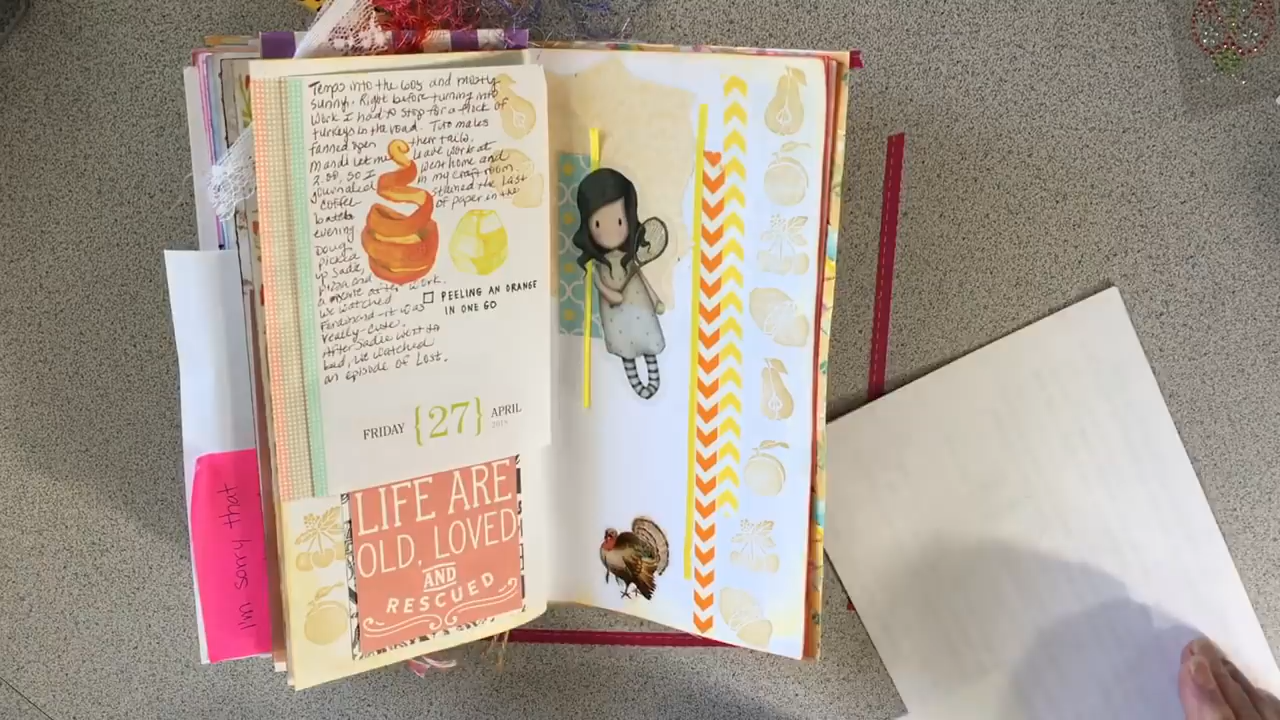 Temps into the 60s and mostly
sunny. Right before turning into
work I had to stop for a flock of
turkeys in the road. Two males
fanned open their tails.
Mandi let me leave work at
2:00, so I went home and
journaled in my craft room.
coffee stained the last
batch of paper in the
evening
Doug
picked
up Sadie,
pizza and
a movie after work.
We watched
Ferdinand-it was
really cute.
After Sadie went to
bed, we watched
an episode of Lost.
PEELING AN ORANGE
IN ONE GO
FRIDAY {27} APRIL
2018
LIFE ARE
OLD, LOVED
AND
RESCUED
I'm sorry that